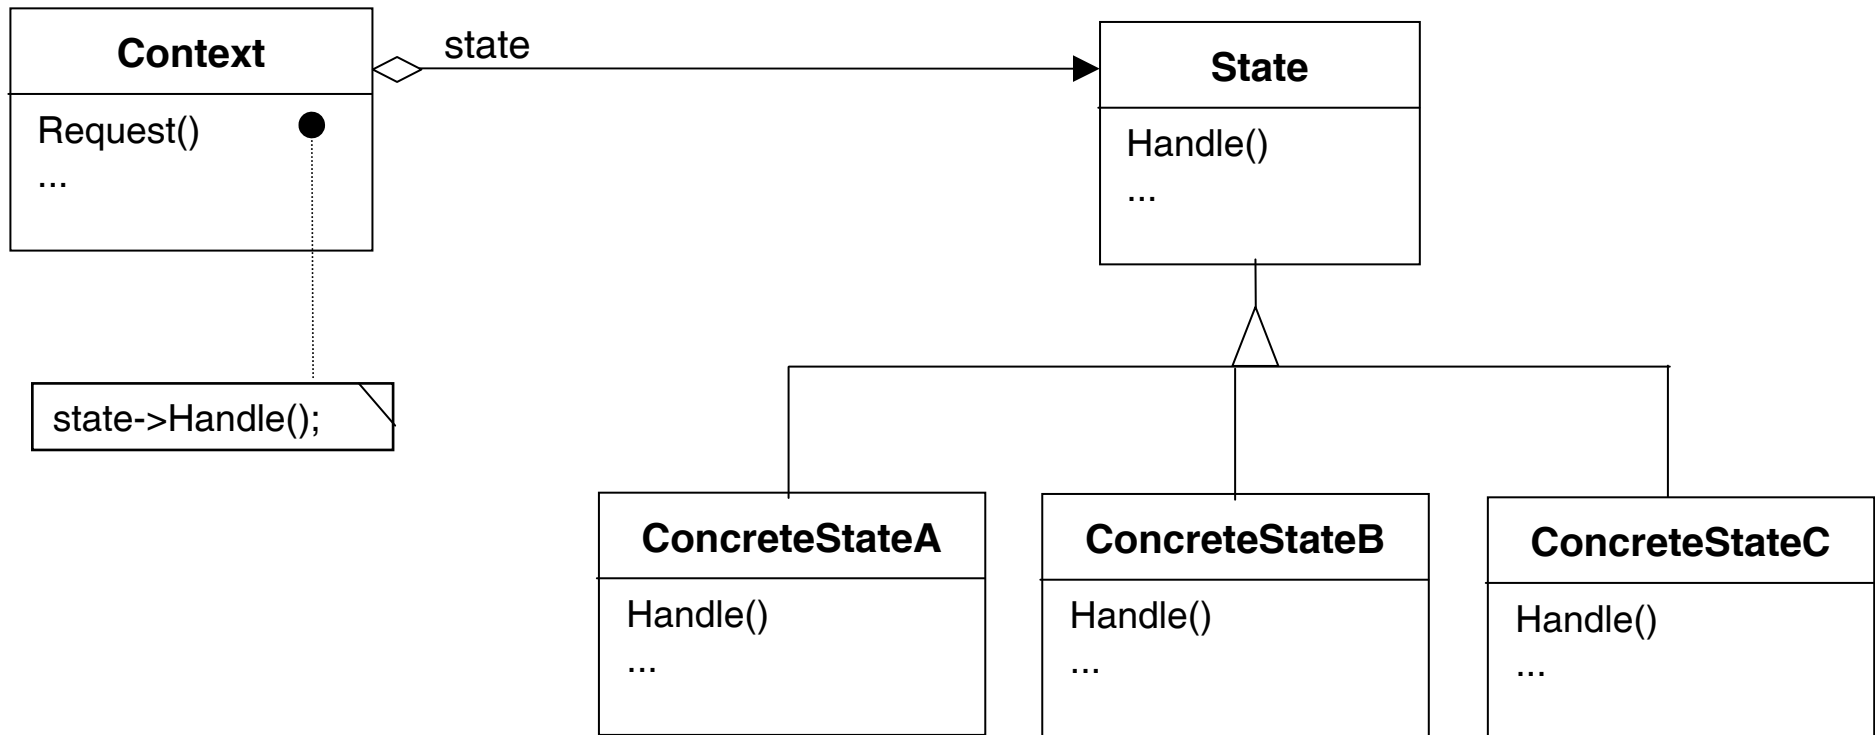 Context
Request()
...
state
State
Handle()
...
state->Handle();
ConcreteStateA
Handle()
...
ConcreteStateB
Handle()
...
ConcreteStateC
Handle()
...